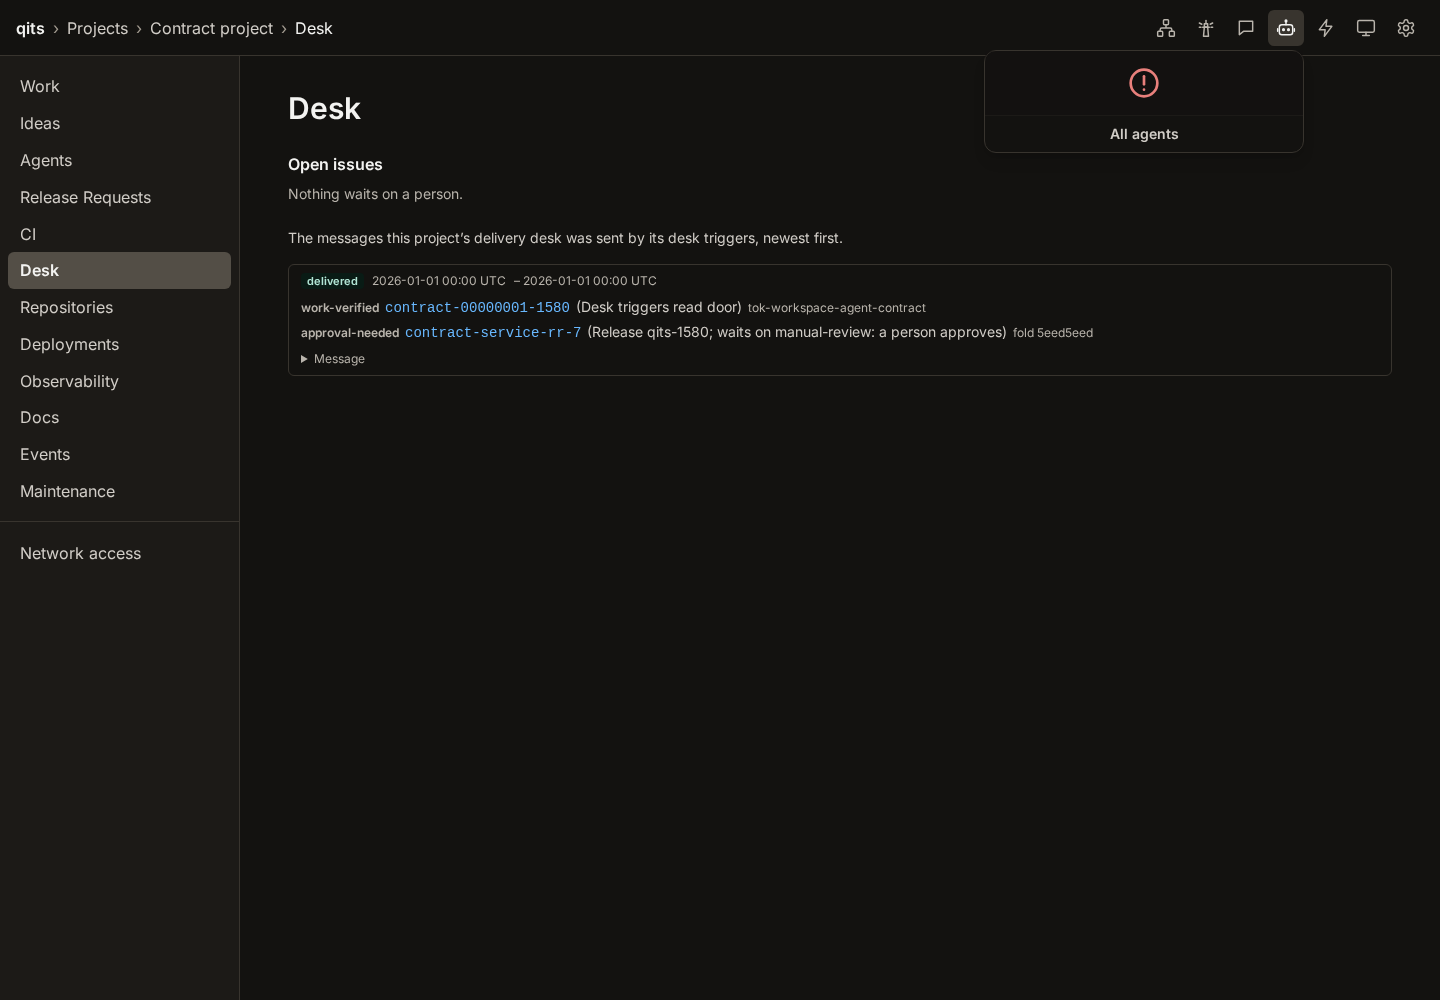 qits › Projects › Contract project › Desk
All agents
Work
Ideas
Agents
Release Requests
CI
Desk
Repositories
Deployments
Observability
Docs
Events
Maintenance
Network access
Desk
Open issues
Nothing waits on a person.
The messages this project’s delivery desk was sent by its desk triggers, newest first.
delivered 2026-01-01 00:00 UTC – 2026-01-01 00:00 UTC
work-verified contract-00000001-1580 (Desk triggers read door) tok-workspace-agent-contract
approval-needed contract-service-rr-7 (Release qits-1580; waits on manual-review: a person approves) fold 5eed5eed
Message